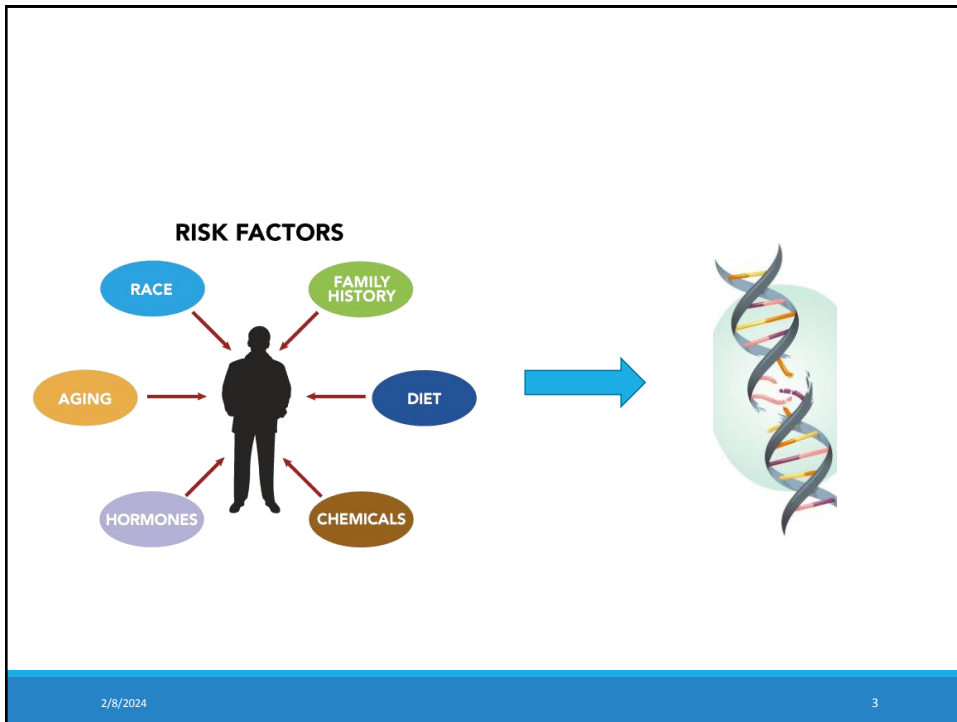 RISK FACTORS
RACE
FAMILY
HISTORY
AGING
DIET
HORMONES
CHEMICALS
2/8/2024
3